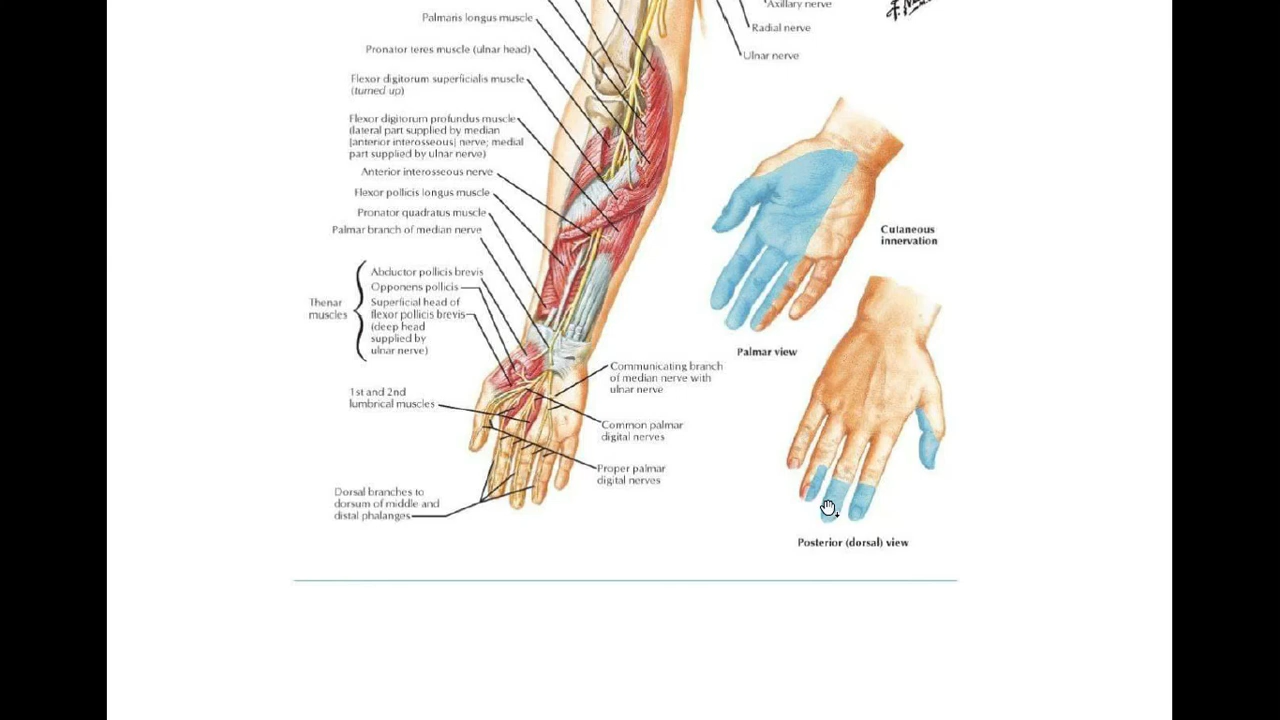 Palmaris longus muscle
Pronator teres muscle (ulnar head)
Flexor digitorum superficialis muscle
(turned up)
Flexor digitorum profundus muscle
(lateral part supplied by median
[anterior interosseous] nerve; medial
part supplied by ulnar nerve)
Anterior interosseous nerve
Flexor pollicis longus muscle
Pronator quadratus muscle
Palmar branch of median nerve
Thenar
muscles
Abductor pollicis brevis
Opponens pollicis
Superficial head of
flexor pollicis brevis
(deep head
supplied by
ulnar nerve)
1st and 2nd
lumbrical muscles
Dorsal branches to
dorsum of middle and
distal phalanges
Axillary nerve
Radial nerve
Ulnar nerve
Cutaneous
innervation
Palmar view
Communicating branch
of median nerve with
ulnar nerve
Common palmar
digital nerves
Proper palmar
digital nerves
Posterior (dorsal) view